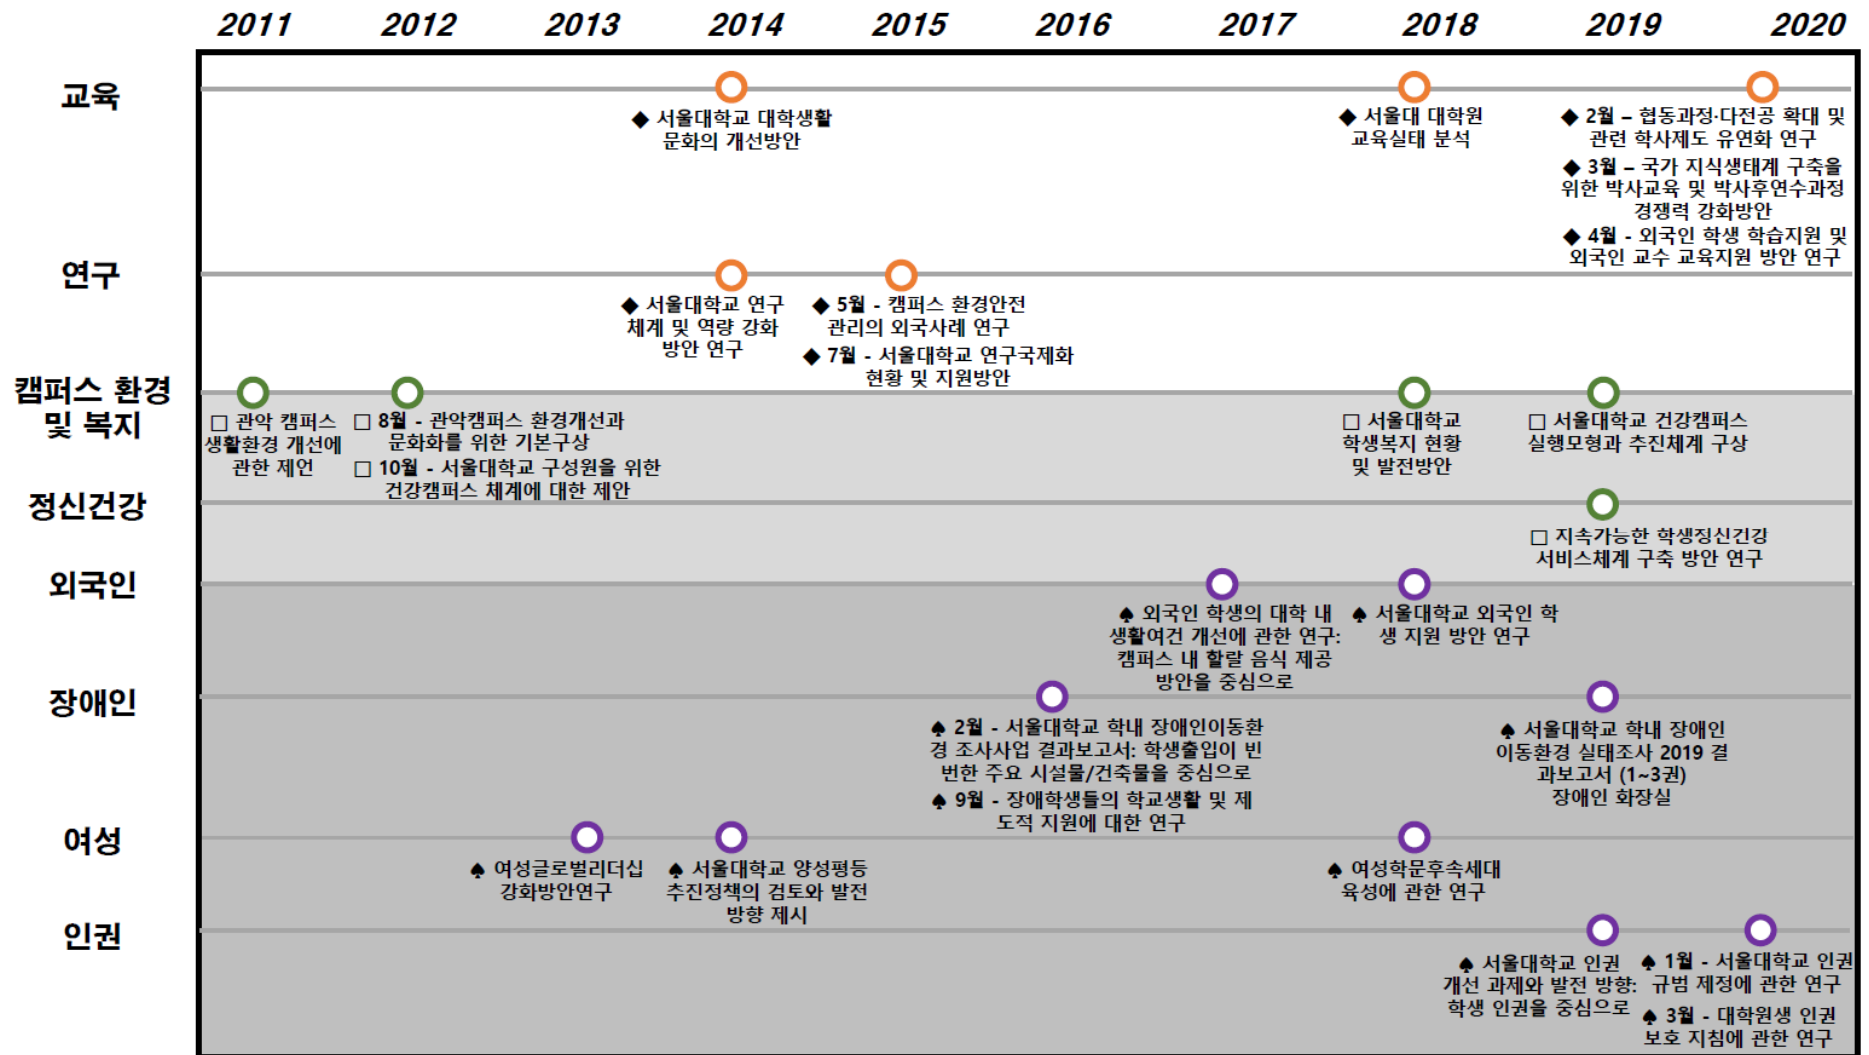 2011 2012 2013 2014 2015 2016 2017 2018 2019 2020
교육
◆ 서울대학교 대학생활
문화의 개선방안
◆ 서울대 대학원
교육실태 분석
◆ 2월 – 협동과정·다전공 확대 및
관련 학사제도 유연화 연구
◆ 3월 – 국가 지식생태계 구축을
위한 박사교육 및 박사후연수과정
경쟁력 강화방안
◆ 4월 - 외국인 학생 학습지원 및
외국인 교수 교육지원 방안 연구
연구
◆ 서울대학교 연구
체계 및 역량 강화
방안 연구
◆ 5월 - 캠퍼스 환경안전
관리의 외국사례 연구
◆ 7월 - 서울대학교 연구국제화
현황 및 지원방안
캠퍼스 환경
및 복지
□ 관악 캠퍼스
생활환경 개선에
관한 제언
□ 8월 - 관악캠퍼스 환경개선과
문화화를 위한 기본구상
□ 10월 - 서울대학교 구성원을 위한
건강캠퍼스 체계에 대한 제안
□ 서울대학교
학생복지 현황
및 발전방안
□ 서울대학교 건강캠퍼스
실행모형과 추진체계 구상
정신건강
□ 지속가능한 학생정신건강
서비스체계 구축 방안 연구
외국인
♠ 외국인 학생의 대학 내
생활여건 개선에 관한 연구:
캠퍼스 내 할랄 음식 제공
방안을 중심으로
♠ 서울대학교 외국인 학
생 지원 방안 연구
장애인
♠ 2월 - 서울대학교 학내 장애인이동환
경 조사사업 결과보고서: 학생출입이 빈
번한 주요 시설물/건축물을 중심으로
♠ 9월 - 장애학생들의 학교생활 및 제
도적 지원에 대한 연구
♠ 서울대학교 학내 장애인
이동환경 실태조사 2019 결
과보고서 (1~3권)
장애인 화장실
여성
♠ 여성글로벌리더십
강화방안연구
♠ 서울대학교 양성평등
추진정책의 검토와 발전
방향 제시
♠ 여성학문후속세대
육성에 관한 연구
인권
♠ 서울대학교 인권
개선 과제와 발전 방향:
학생 인권을 중심으로
♠ 1월 - 서울대학교 인권
규범 제정에 관한 연구
♠ 3월 - 대학원생 인권
보호 지침에 관한 연구